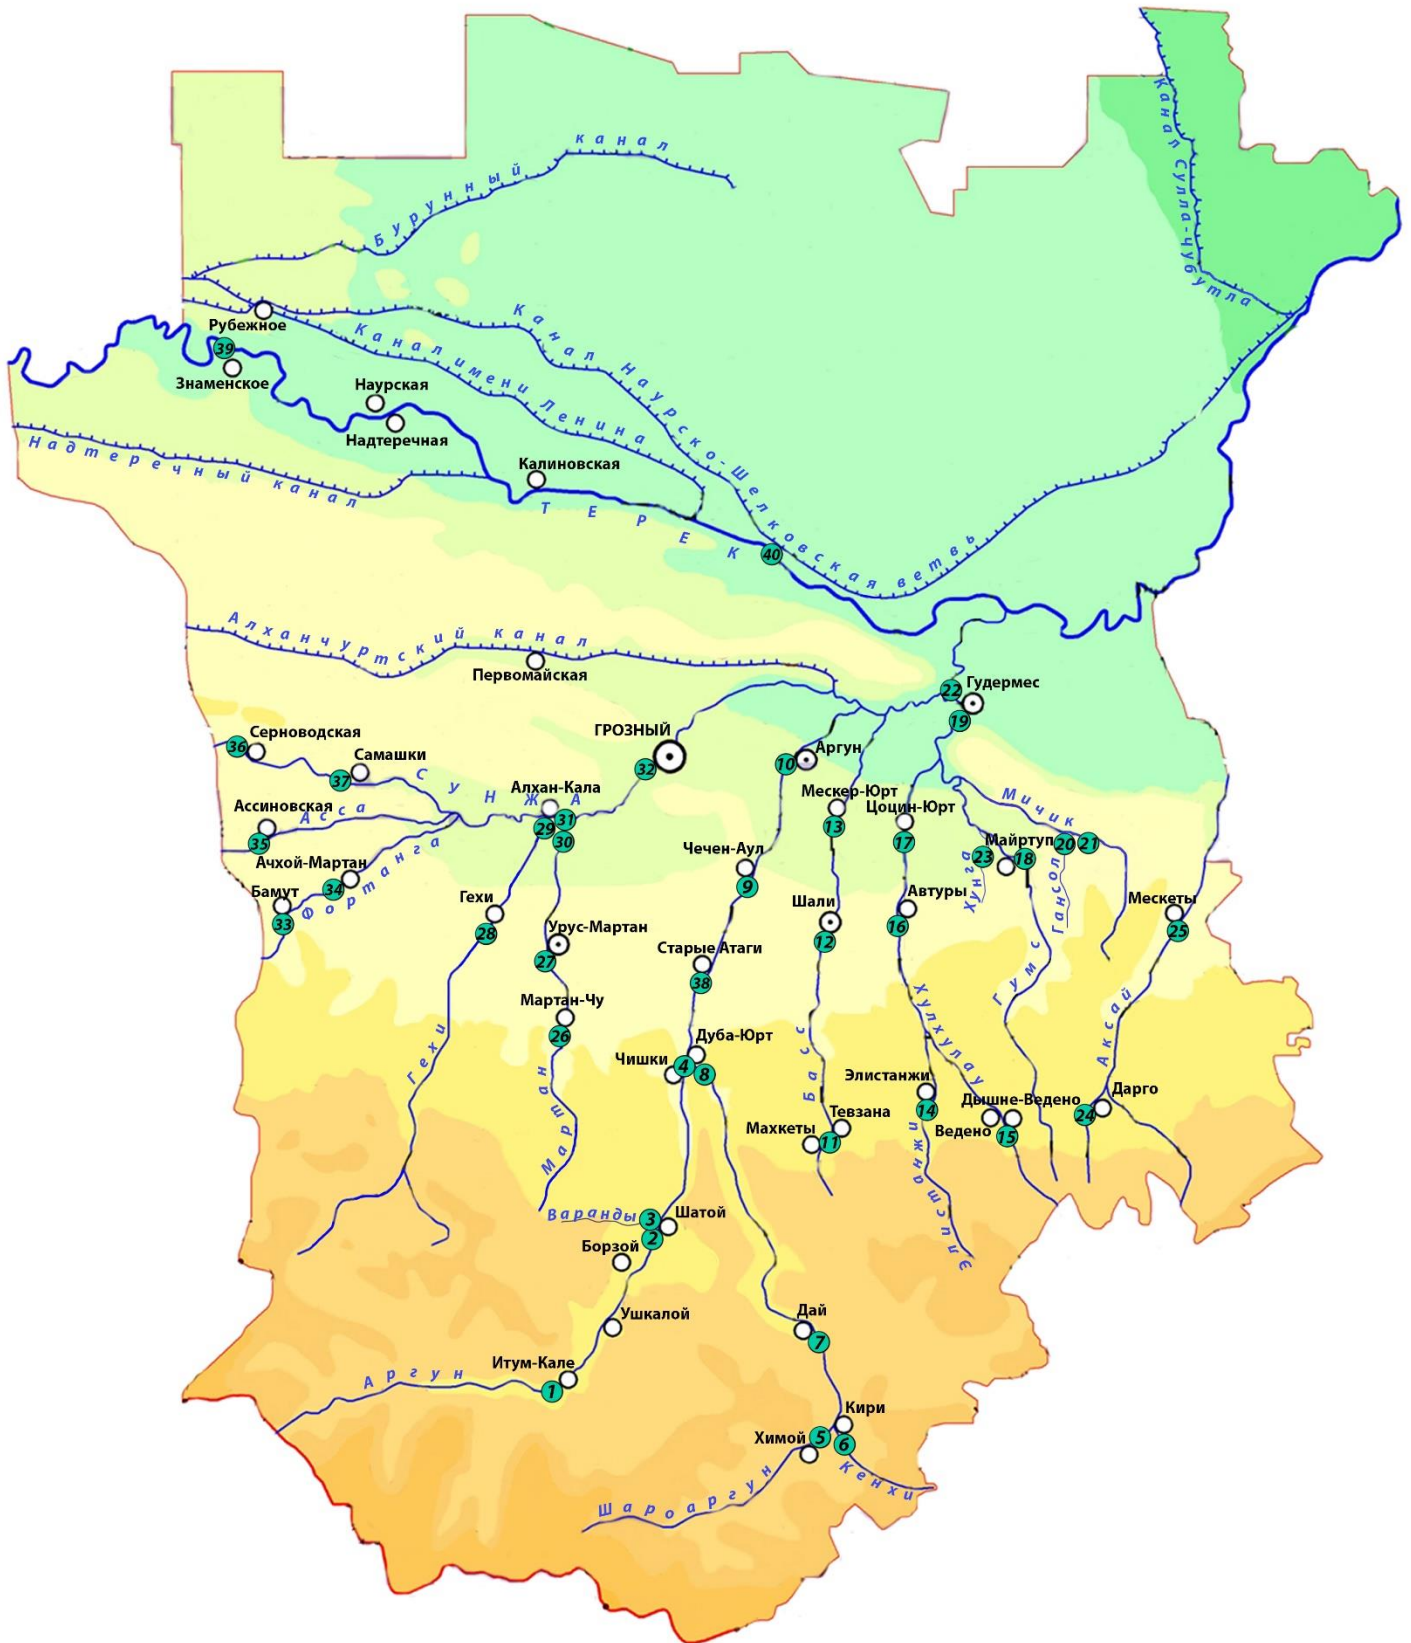 Канал Сулла-чубутла
Бурунный канал
Рубежное
39
Знаменское
Канал Наурско-Шелковская ветвь
Канал имени Ленина
Наурская
Надтеречная
Надтеречный канал
Калиновская
ТЕРЕК
40
Алханчуртский канал
Первомайская
22
Гудермес
19
36
Серноводская
ГРОЗНЫЙ
32
Самашки
37
СУНЖА
10
Аргун
Алхан-Кала
29
31
30
Мескер-Юрт
13
Цоцин-Юрт
17
Мичик
Ассиновская
Асса
35
Ачхой-Мартан
34
Фортанга
Бамут
33
Чечен-Аул
9
23
Майртуп
18
20
21
Хунга
Гансол
Гехи
28
Шали
12
Автуры
16
Мескеты
25
Урус-Мартан
27
Старые Атаги
38
Гумс
Хулхулау
Аксай
Мартан-Чу
26
Гехи
Дуба-Юрт
Чишки
4
8
Басс
Элистанжи
14
Дышне-Ведено
Ведено
15
Дарго
24
Мартан
Махкеты
11
Тевзана
Элистанжи
Варанды
3
Шатой
2
Борзой
Ушкалой
Дай
7
Итум-Кале
1
Аргун
Кири
Химой
5
6
Кенхи
Шароаргун